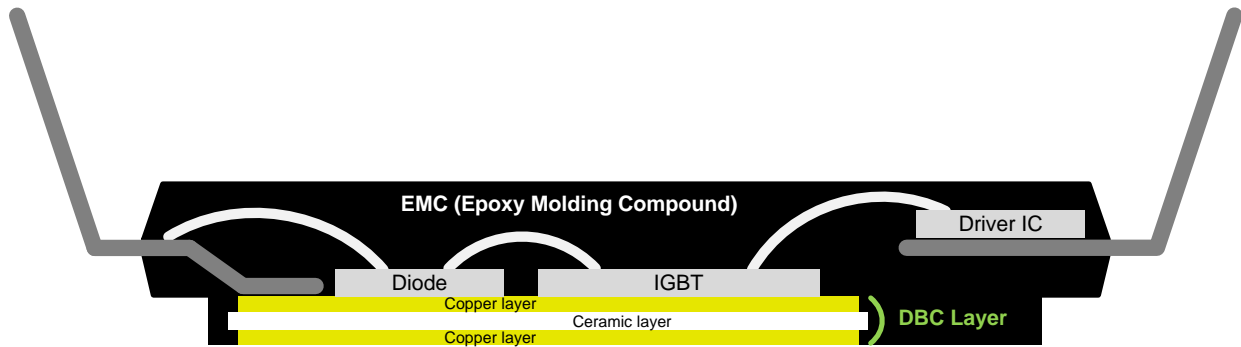 EMC (Epoxy Molding Compound)
Driver IC
Diode
IGBT
Copper layer
Ceramic layer
DBC Layer
Copper layer